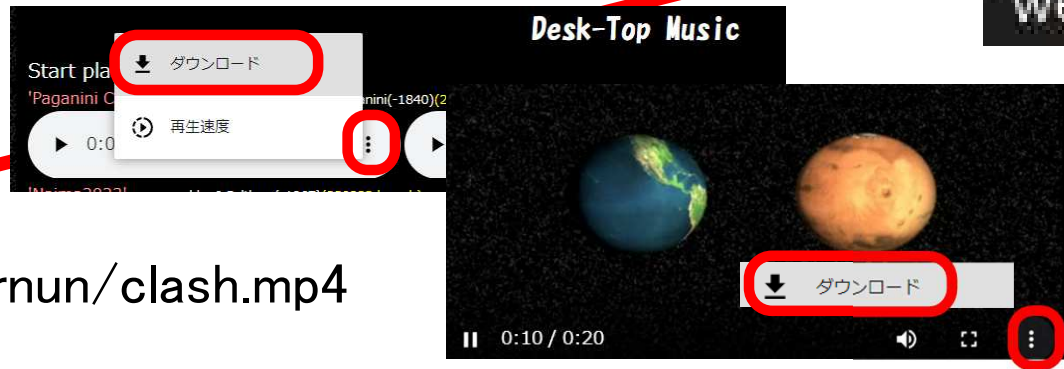 Desk-Top Music
Start pla
ダウンロード
'Paganini C
nini(-1840)(2
再生速度
0:0
rnun/clash.mp4
ダウンロード
0:10 / 0:20